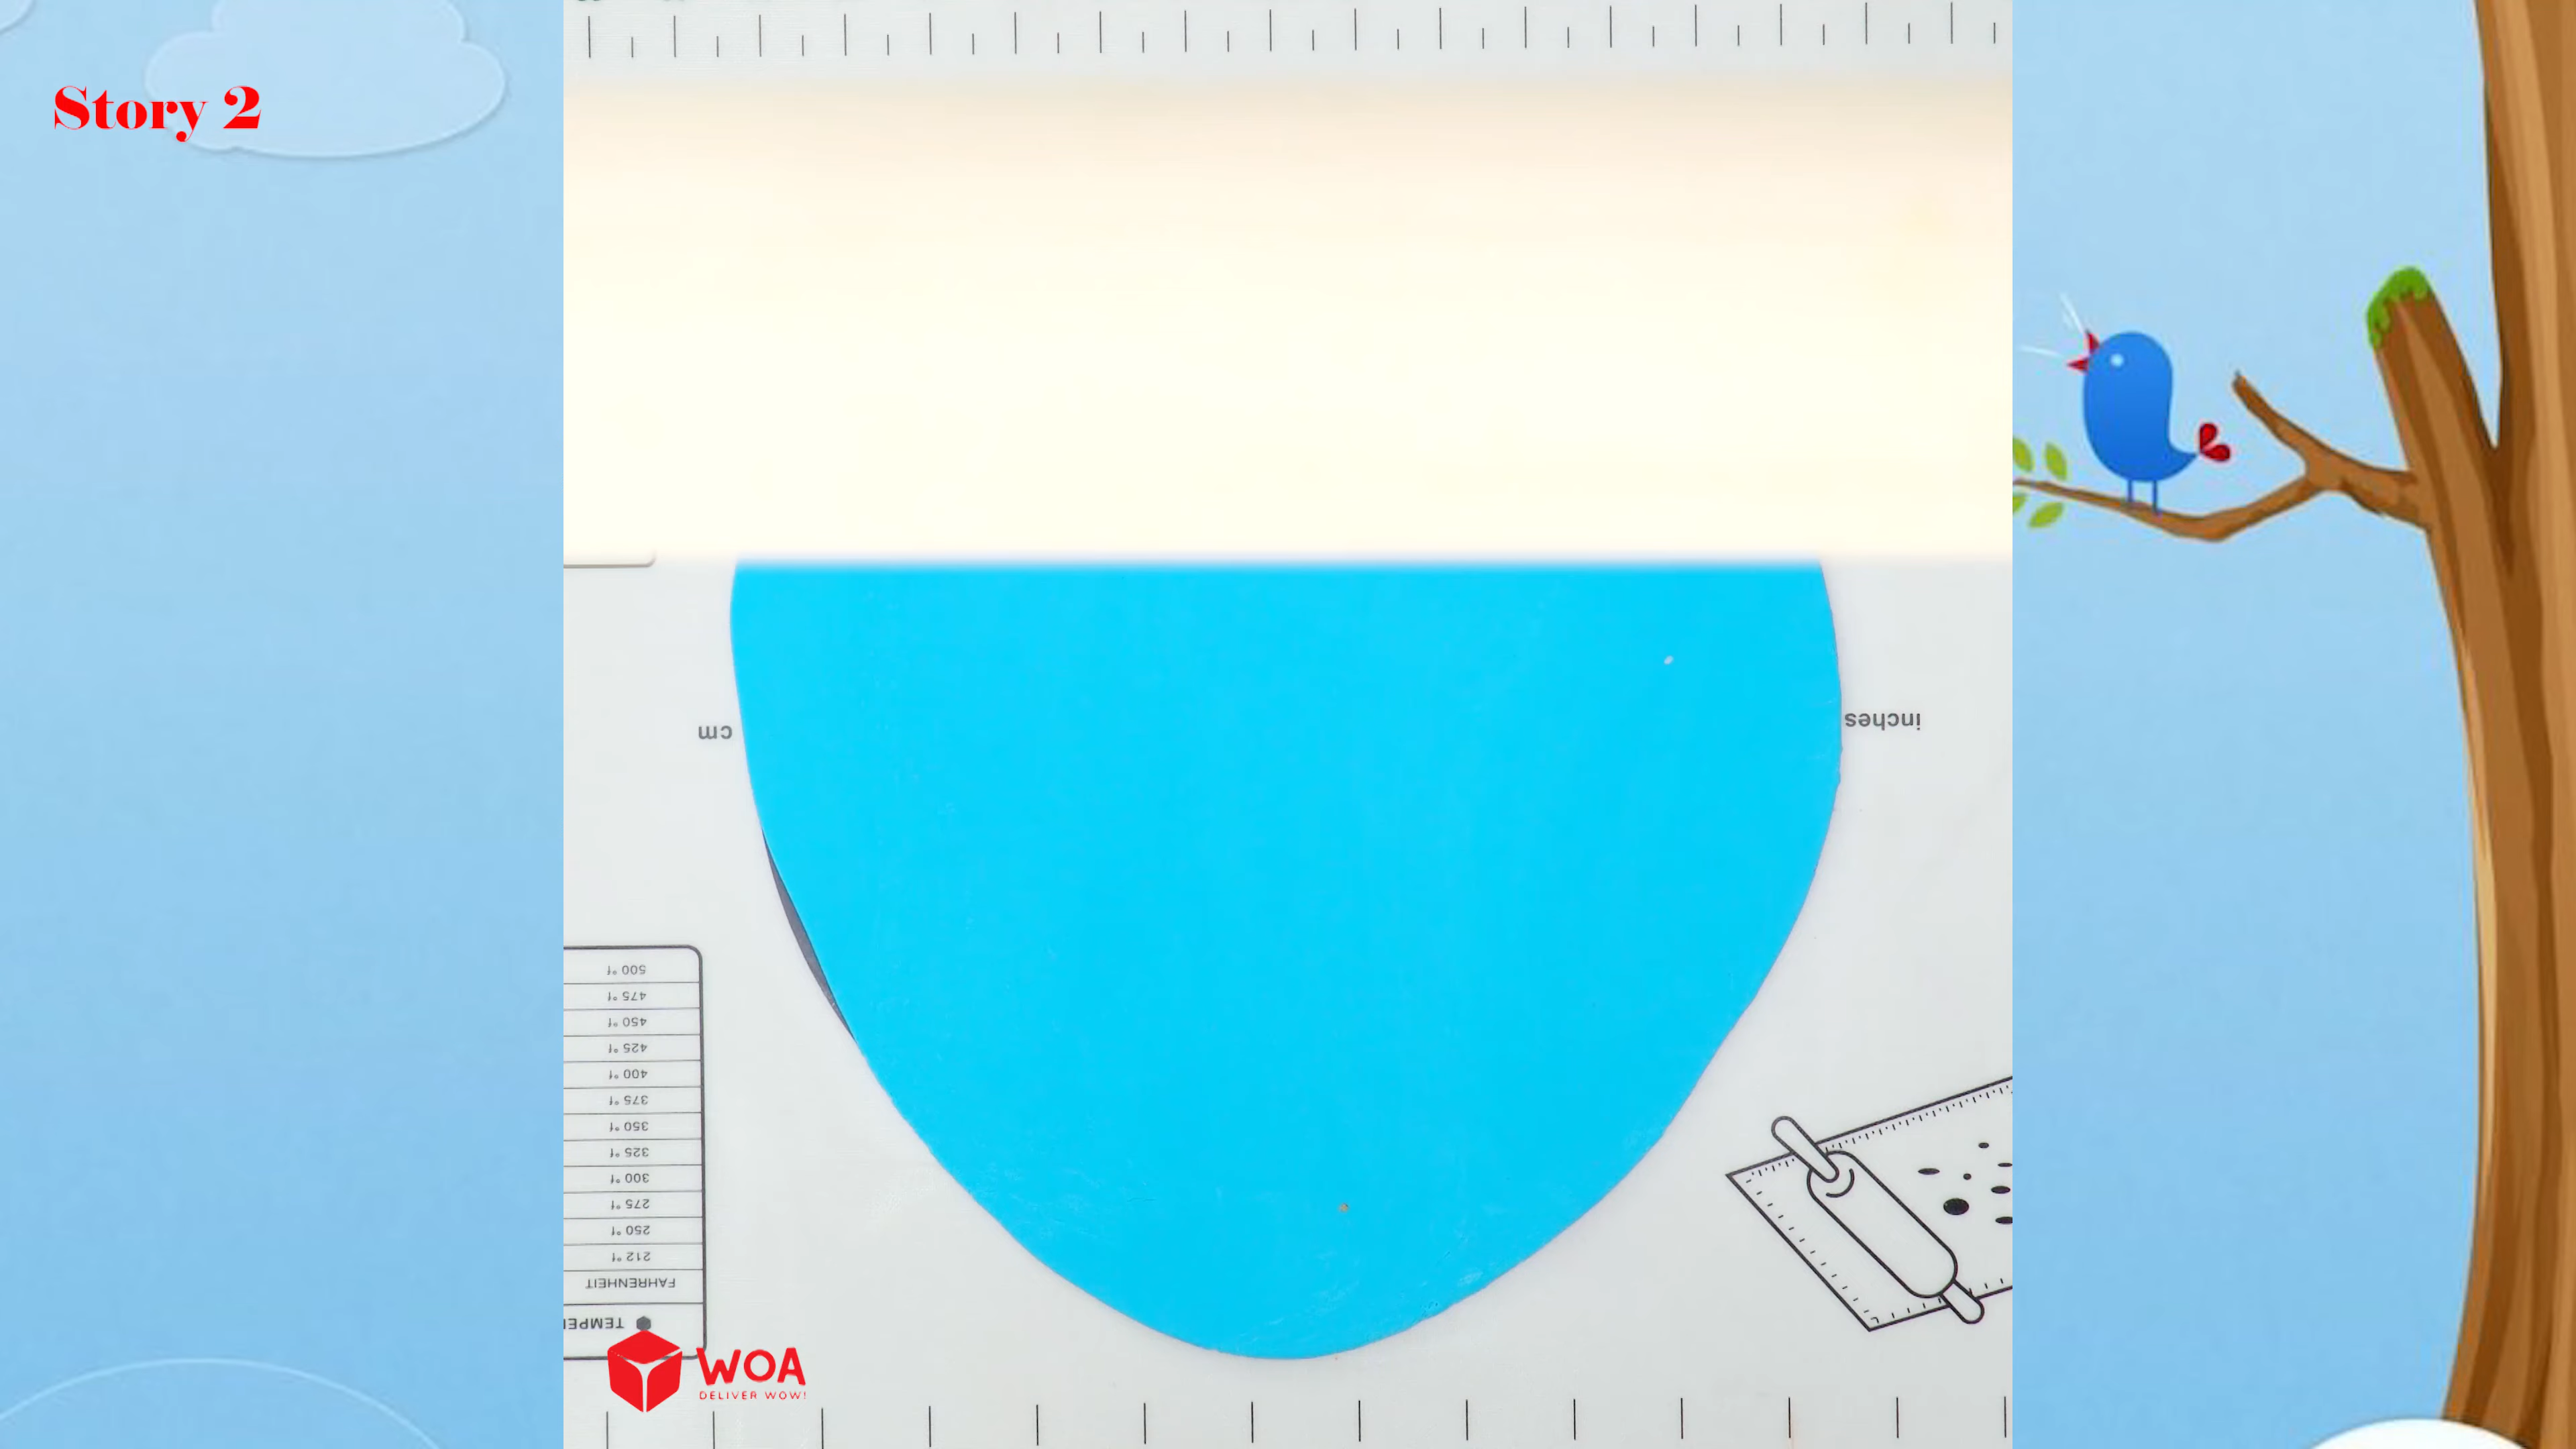 Story 2
cm
inches
500 °f
475 °f
450 °f
425 °f
400 °f
375 °f
350 °f
325 °f
300 °f
275 °f
250 °f
212 °f
FAHRENHEIT
TEMPE
WOA
DELIVER WOW!